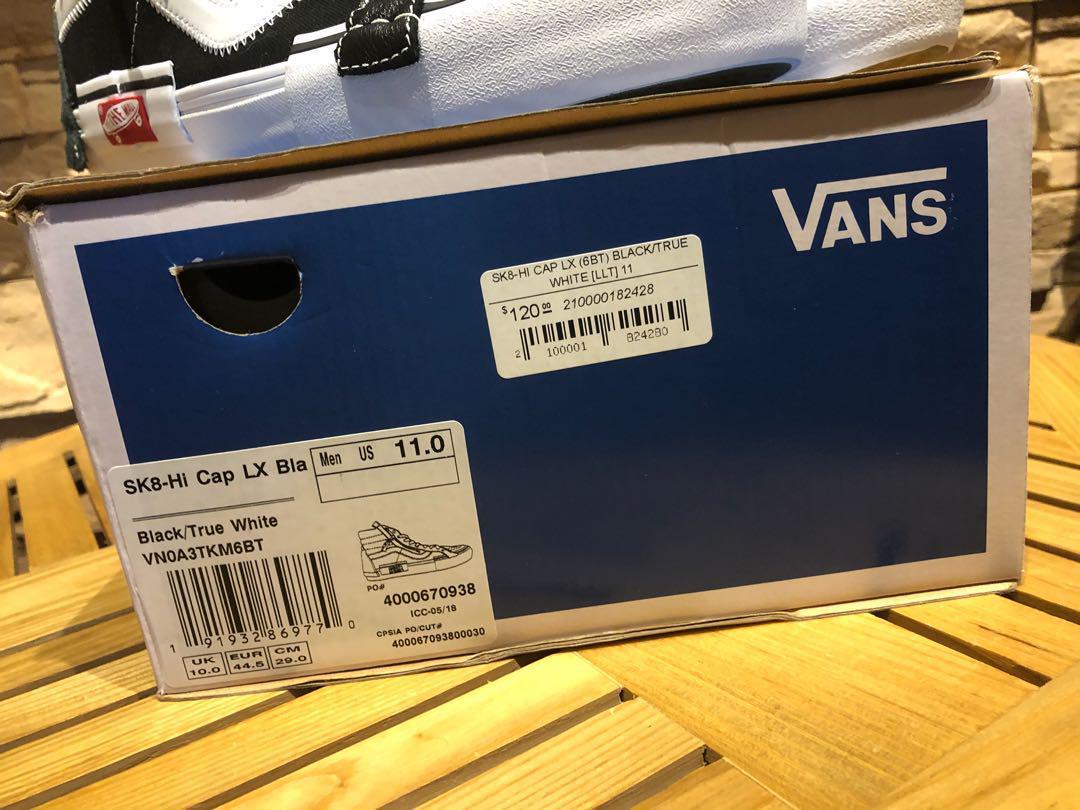 VANS
SK8-HI CAP LX (6BT) BLACK/TRUE
WHITE [LLT] 11
$120.00 210000182428
2 100001 824280
SK8-Hi Cap LX Bla
Men US 11.0
Black/True White
VN0A3TKM6BT
PO#
4000670938
ICC-05/18
CPSIA PO/CUT#
400067093800030
1 91932 86977 0
UK EUR CM
10.0 44.5 29.0